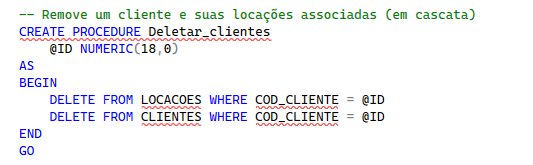 -- Remove um cliente e suas locações associadas (em cascata)
CREATE PROCEDURE Deletar_clientes
    @ID NUMERIC(18,0)
AS
BEGIN
    DELETE FROM LOCACOES WHERE COD_CLIENTE = @ID
    DELETE FROM CLIENTES WHERE COD_CLIENTE = @ID
END
GO